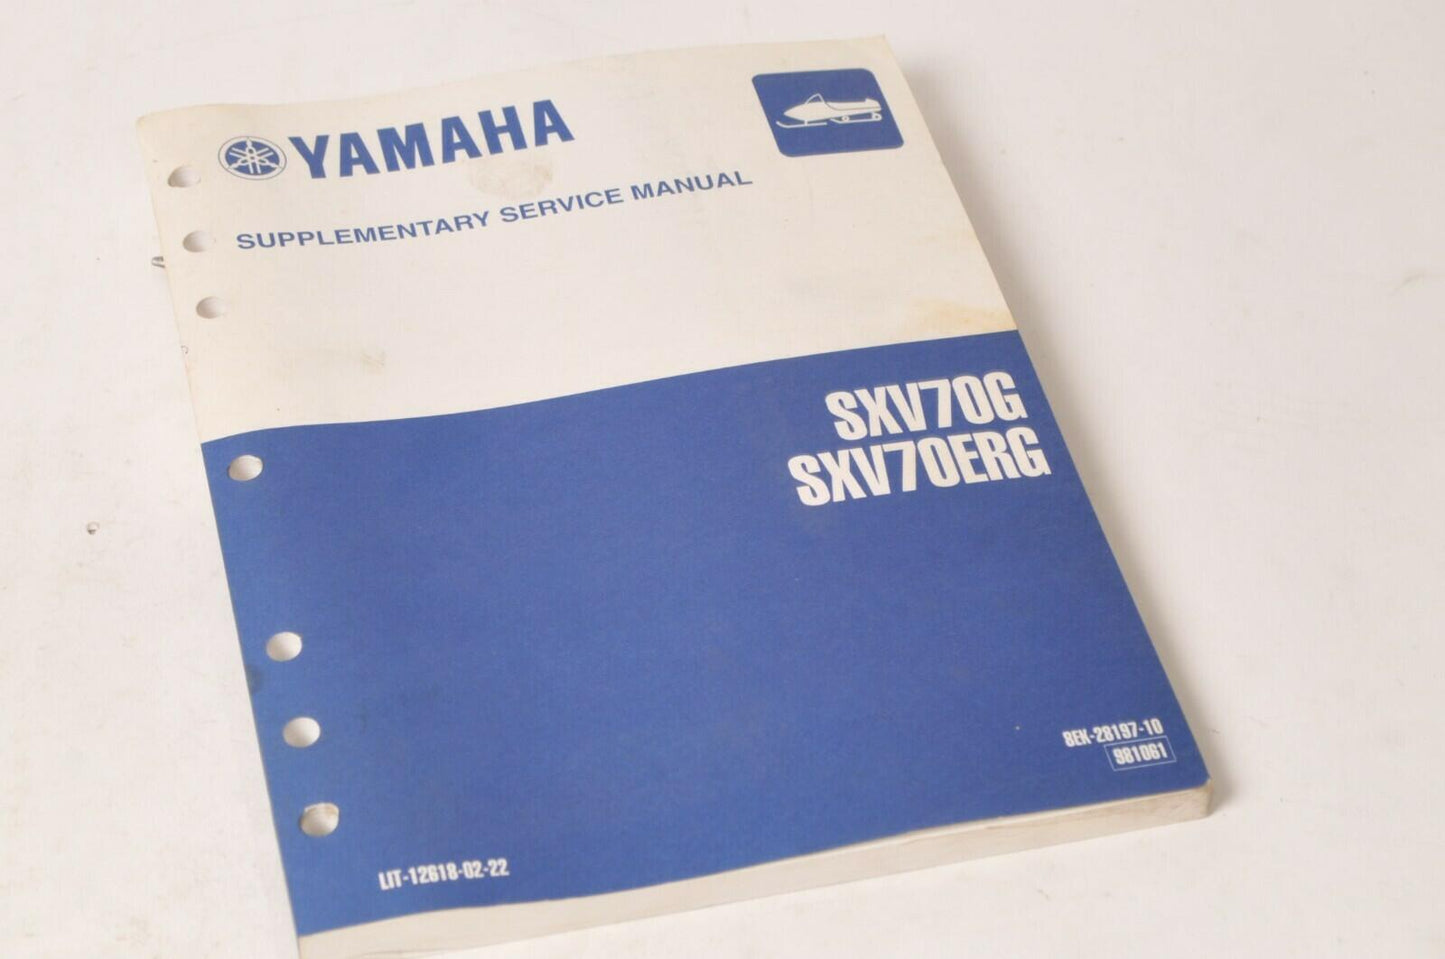 YAMAHA
SUPPLEMENTARY SERVICE MANUAL
SXV70G
SXV70ERG
8EK-28197-10
981061
LIT-12618-02-22